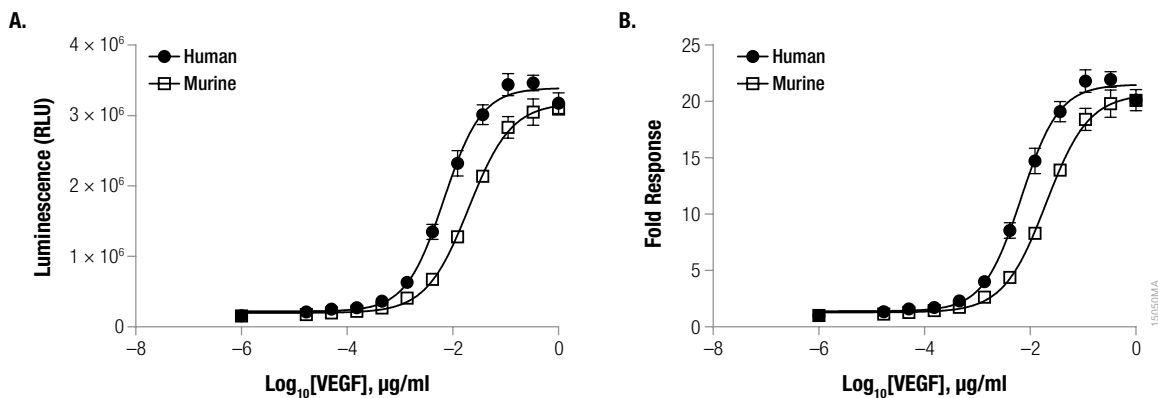 A.
Human
Murine
Luminescence (RLU)
4 × 10⁶
3 × 10⁶
2 × 10⁶
1 × 10⁶
0
–8
–6
–4
–2
0
Log₁₀[VEGF], μg/ml
B.
Human
Murine
Fold Response
25
20
15
10
5
0
–8
–6
–4
–2
0
Log₁₀[VEGF], μg/ml
15050MA